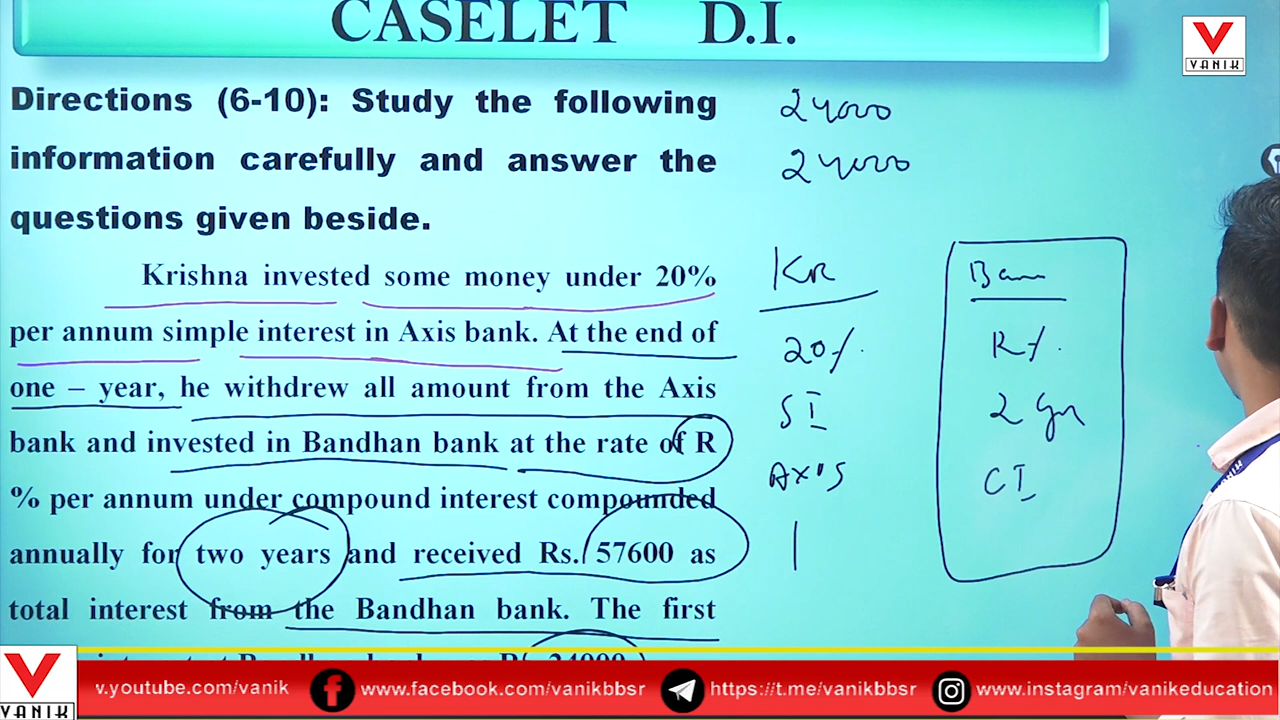 CASELET D.I.
VANIK
Directions (6-10): Study the following
information carefully and answer the
questions given beside.
Krishna invested some money under 20%
per annum simple interest in Axis bank. At the end of
one – year, he withdrew all amount from the Axis
bank and invested in Bandhan bank at the rate of R
% per annum under compound interest compounded
annually for two years and received Rs. 57600 as
total interest from the Bandhan bank. The first
24000
24000
24000
KR
20%.
SI
AXIS
1
Ban
R%.
2 yr
CI
VANIK
v.youtube.com/vanik
www.facebook.com/vanikbbsr
https://t.me/vanikbbsr
www.instagram/vanikeducation